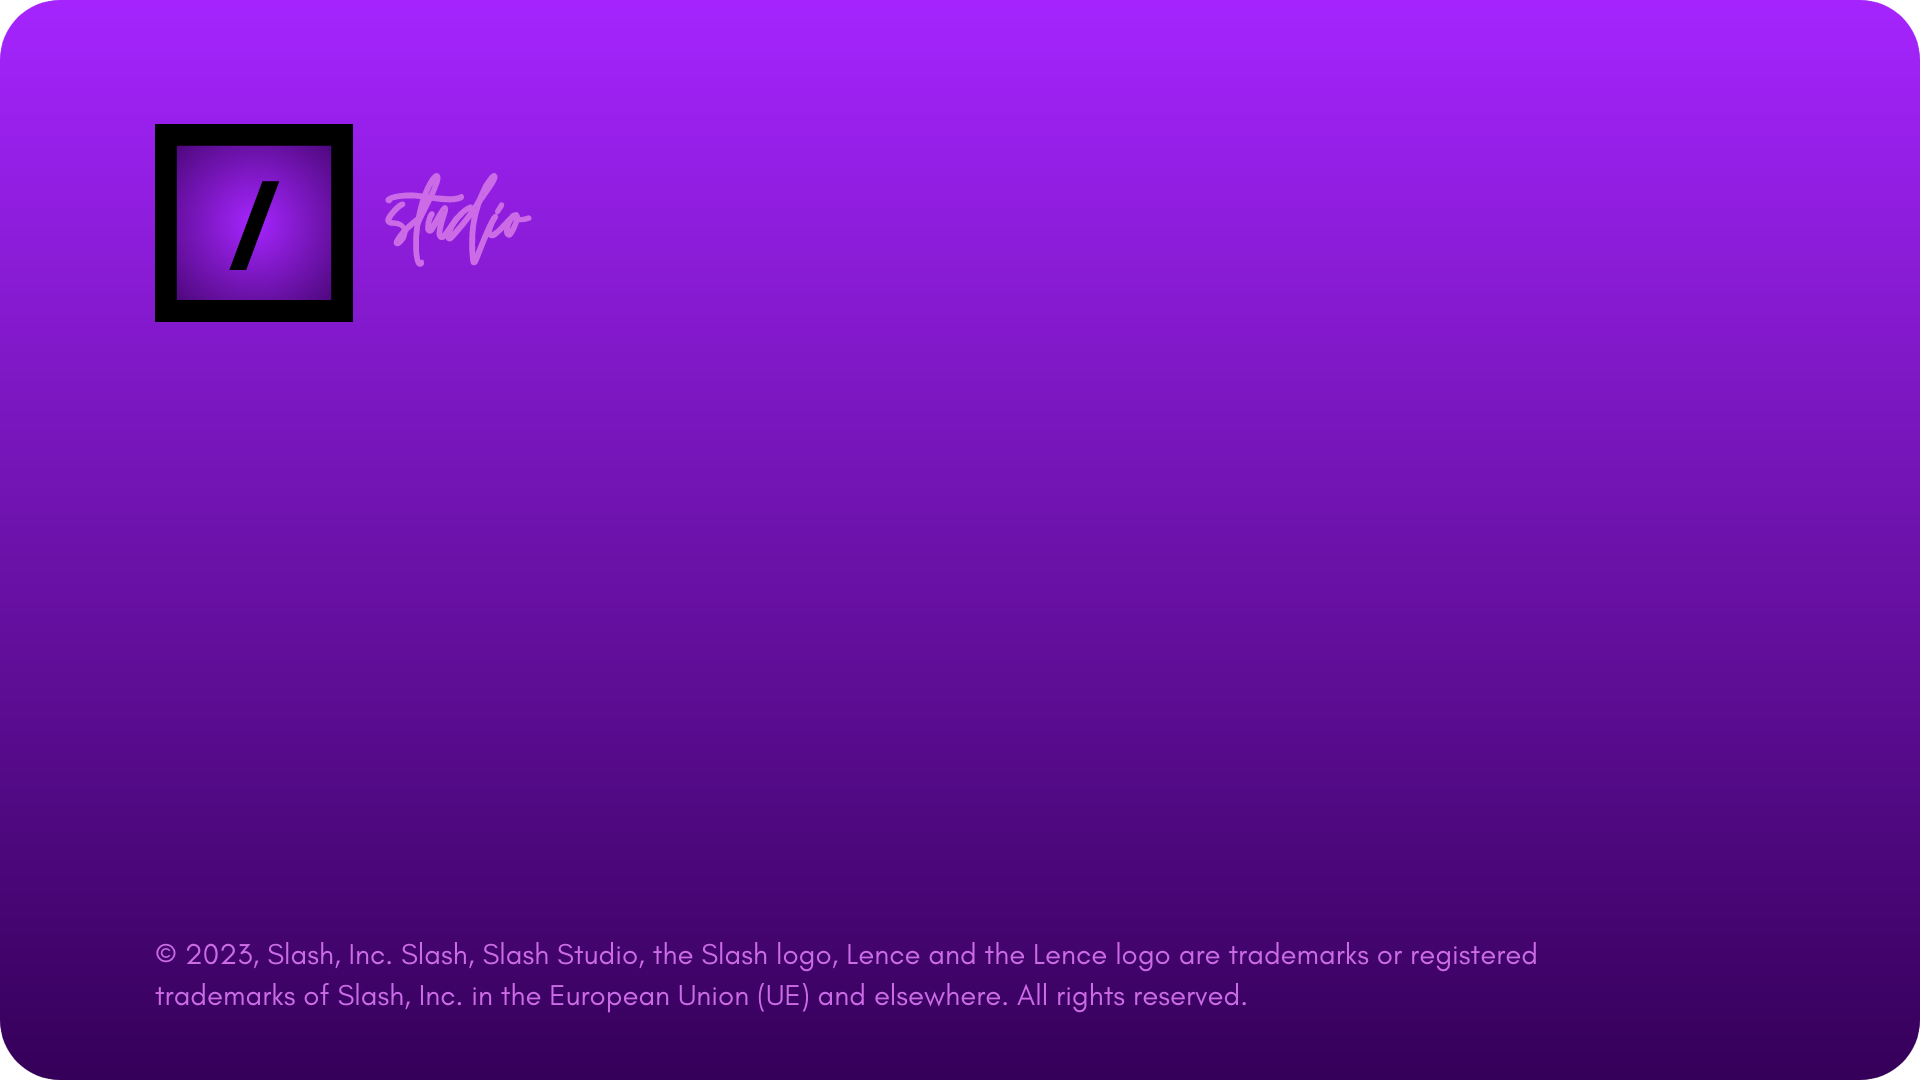 /
studio
© 2023, Slash, Inc. Slash, Slash Studio, the Slash logo, Lence and the Lence logo are trademarks or registered
trademarks of Slash, Inc. in the European Union (UE) and elsewhere. All rights reserved.